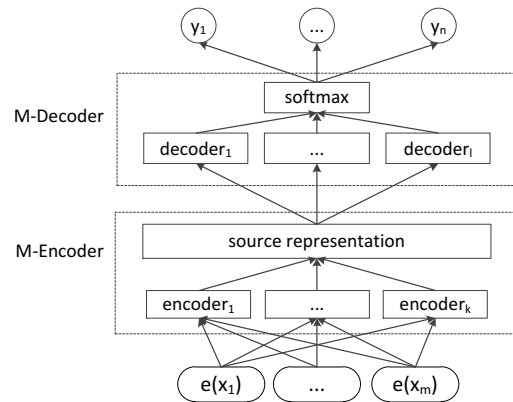 y1 ... yn
softmax
M-Decoder
decoder1 ... decoderl
source representation
M-Encoder
encoder1 ... encoderk
e(x1) ... e(xm)